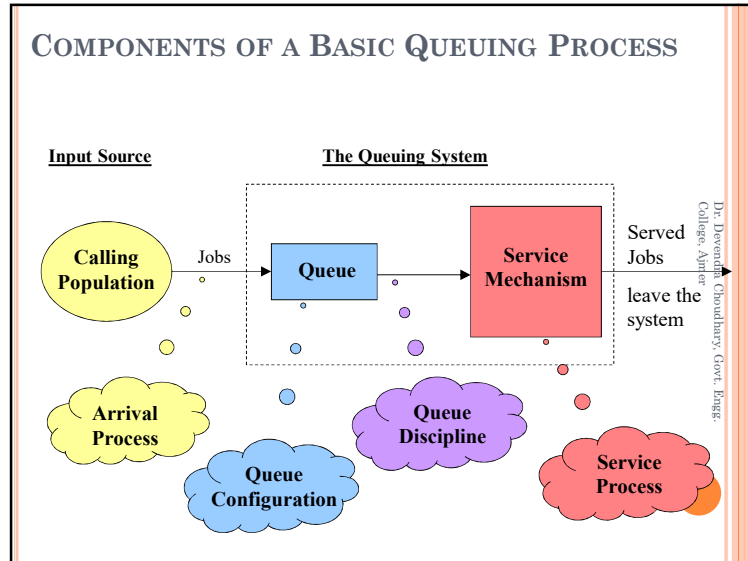 COMPONENTS OF A BASIC QUEUING PROCESS
Input Source
The Queuing System
Calling
Population
Jobs
Queue
Service
Mechanism
Served
Jobs
leave the
system
Arrival
Process
Queue
Configuration
Queue
Discipline
Service
Process
Dr. Devendra Choudhary, Govt. Engg.
College, Ajmer